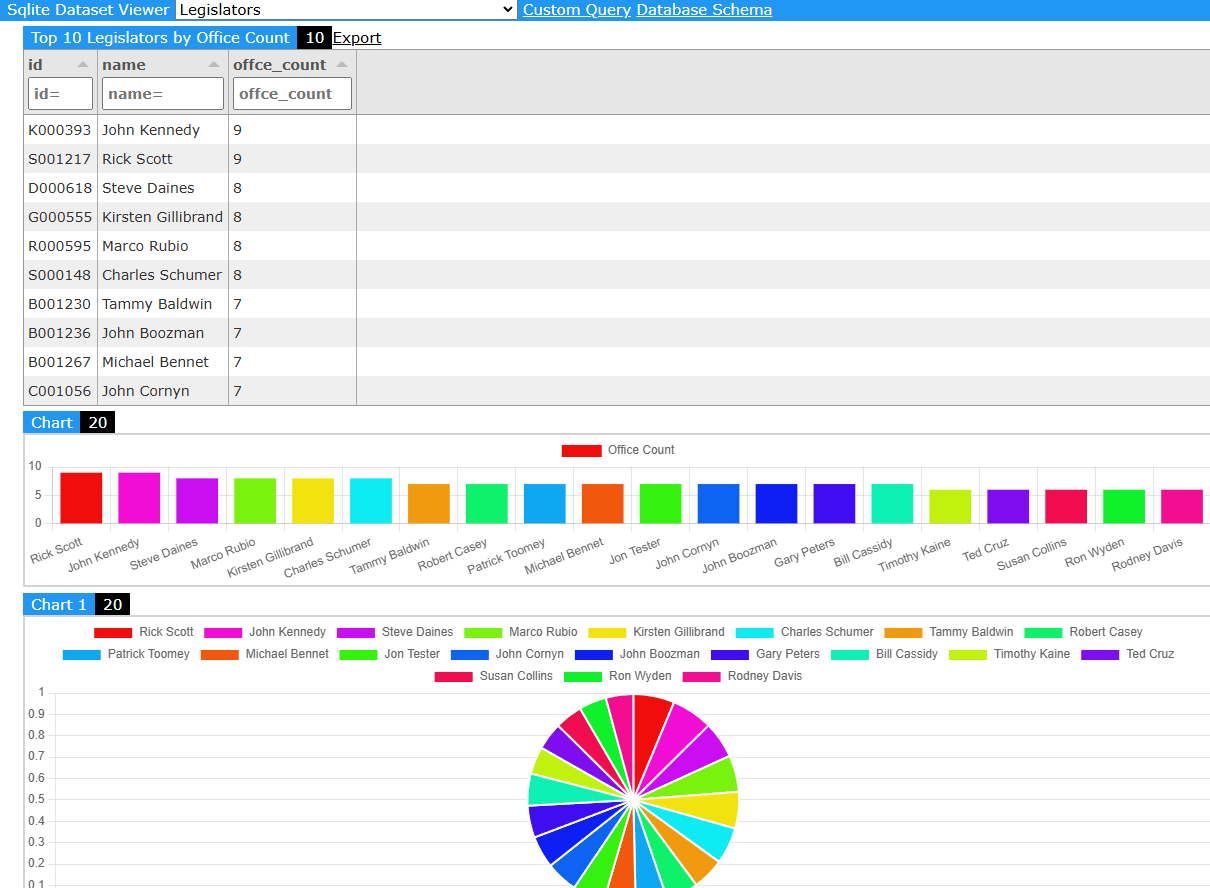 Sqlite Dataset Viewer Legislators Custom Query Database Schema
Top 10 Legislators by Office Count 10 Export
id name offce_count
id= name= offce_count
K000393 John Kennedy 9
S001217 Rick Scott 9
D000618 Steve Daines 8
G000555 Kirsten Gillibrand 8
R000595 Marco Rubio 8
S000148 Charles Schumer 8
B001230 Tammy Baldwin 7
B001236 John Boozman 7
B001267 Michael Bennet 7
C001056 John Cornyn 7
Chart 20
Office Count
10
5
0
Rick Scott John Kennedy Steve Daines Marco Rubio Kirsten Gillibrand Charles Schumer Tammy Baldwin Robert Casey Patrick Toomey Michael Bennet Jon Tester John Cornyn John Boozman Gary Peters Bill Cassidy Timothy Kaine Ted Cruz Susan Collins Ron Wyden Rodney Davis
Chart 1 20
Rick Scott John Kennedy Steve Daines Marco Rubio Kirsten Gillibrand Charles Schumer Tammy Baldwin Robert Casey
Patrick Toomey Michael Bennet Jon Tester John Cornyn John Boozman Gary Peters Bill Cassidy Timothy Kaine Ted Cruz
Susan Collins Ron Wyden Rodney Davis
1
0.9
0.8
0.7
0.6
0.5
0.4
0.3
0.2
0.1